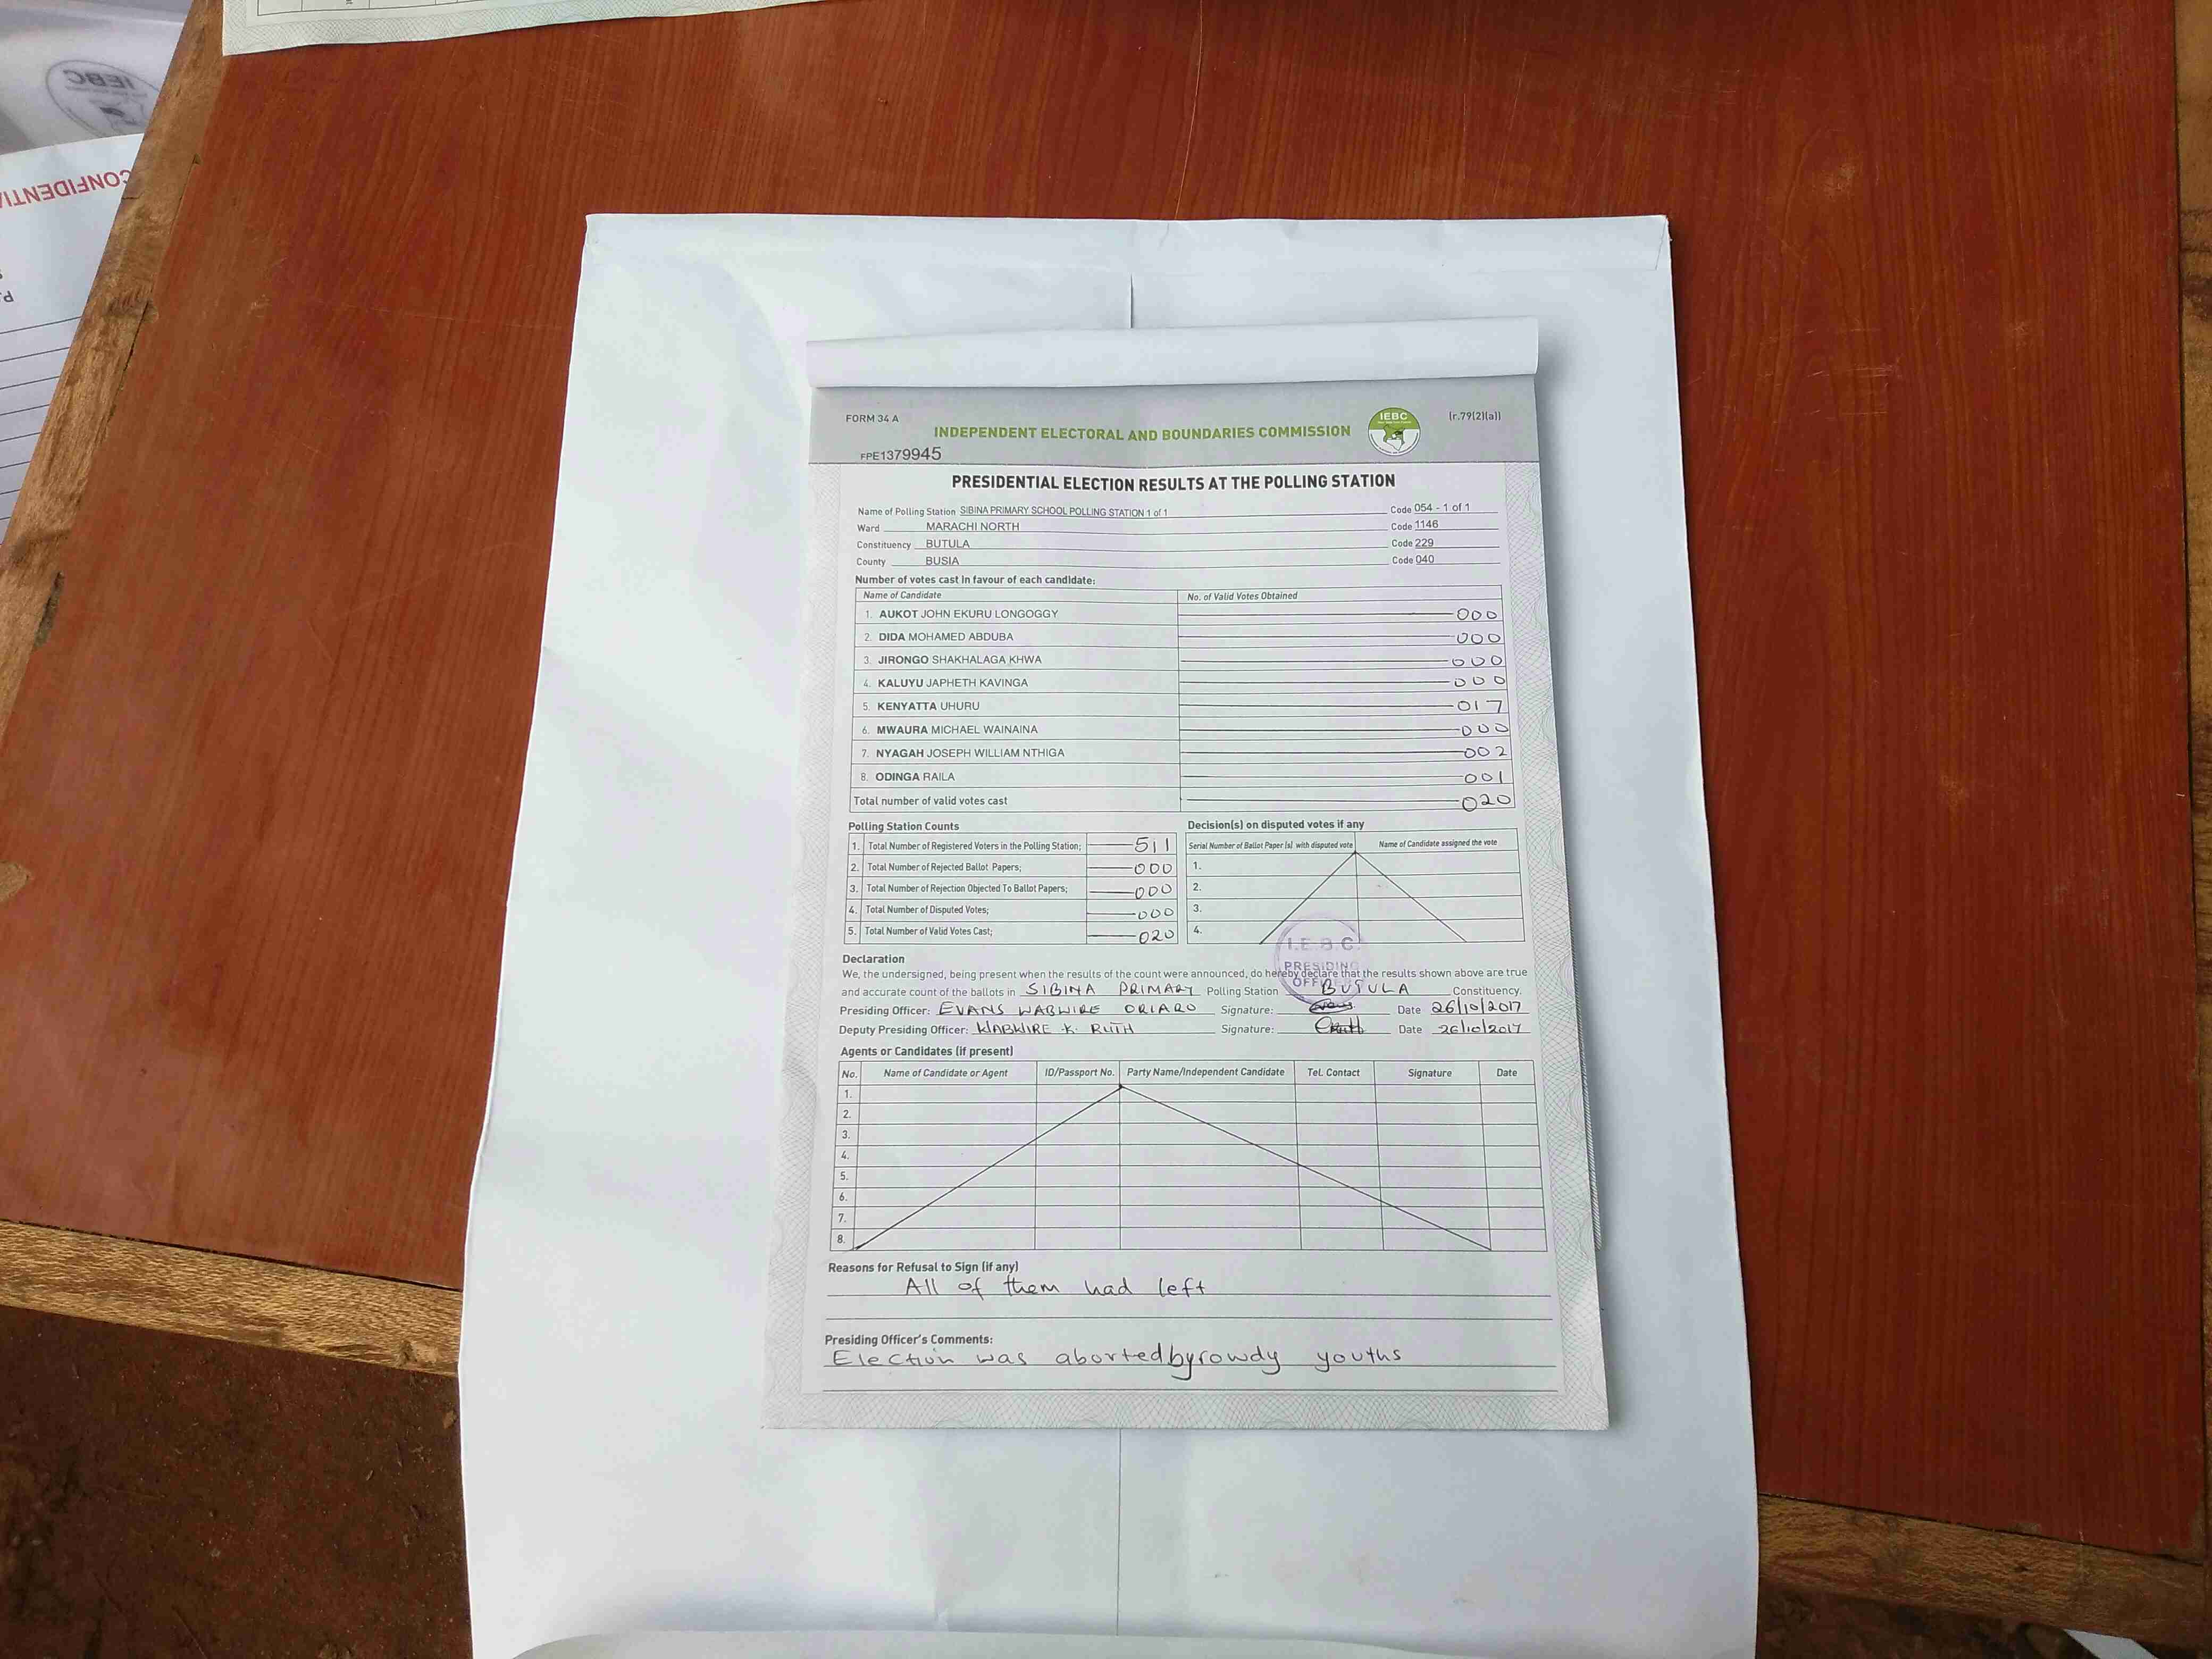 IEBC
CONFIDENTIA
FORM 34 A
IEBC
(r.79(2)(a))
INDEPENDENT ELECTORAL AND BOUNDARIES COMMISSION
FPE1379945
PRESIDENTIAL ELECTION RESULTS AT THE POLLING STATION
Name of Polling Station SIBINA PRIMARY SCHOOL POLLING STATION 1 of 1 Code 054 - 1 of 1
Ward MARACHI NORTH Code 1146
Constituency BUTULA Code 229
County BUSIA Code 040
Number of votes cast in favour of each candidate:
Name of Candidate No. of Valid Votes Obtained
1. AUKOT JOHN EKURU LONGOGGY 000
2. DIDA MOHAMED ABDUBA 000
3. JIRONGO SHAKHALAGA KHWA 000
4. KALUYU JAPHETH KAVINGA 000
5. KENYATTA UHURU 017
6. MWAURA MICHAEL WAINAINA 000
7. NYAGAH JOSEPH WILLIAM NTHIGA 002
8. ODINGA RAILA 001
Total number of valid votes cast 020
Polling Station Counts
1. Total Number of Registered Voters in the Polling Station; 511
2. Total Number of Rejected Ballot Papers; 000
3. Total Number of Rejection Objected To Ballot Papers; 000
4. Total Number of Disputed Votes; 000
5. Total Number of Valid Votes Cast; 020
Decision(s) on disputed votes if any
Serial Number of Ballot Paper (s) with disputed vote Name of Candidate assigned the vote
1.
2.
3.
4.
I.E.B.C.
PRESIDING
Declaration
We, the undersigned, being present when the results of the count were announced, do hereby declare that the results shown above are true
and accurate count of the ballots in SIBINA PRIMARY Polling Station BUTULA Constituency.
Presiding Officer: EVANS WABWIRE ORIARO Signature: Date 26/10/2017
Deputy Presiding Officer: WABWIRE K. RUTH Signature: Date 26/10/2017
Agents or Candidates (if present)
No. Name of Candidate or Agent ID/Passport No. Party Name/Independent Candidate Tel. Contact Signature Date
1.
2.
3.
4.
5.
6.
7.
8.
Reasons for Refusal to Sign (if any)
All of them had left
Presiding Officer's Comments:
Election was aborted by rowdy youths